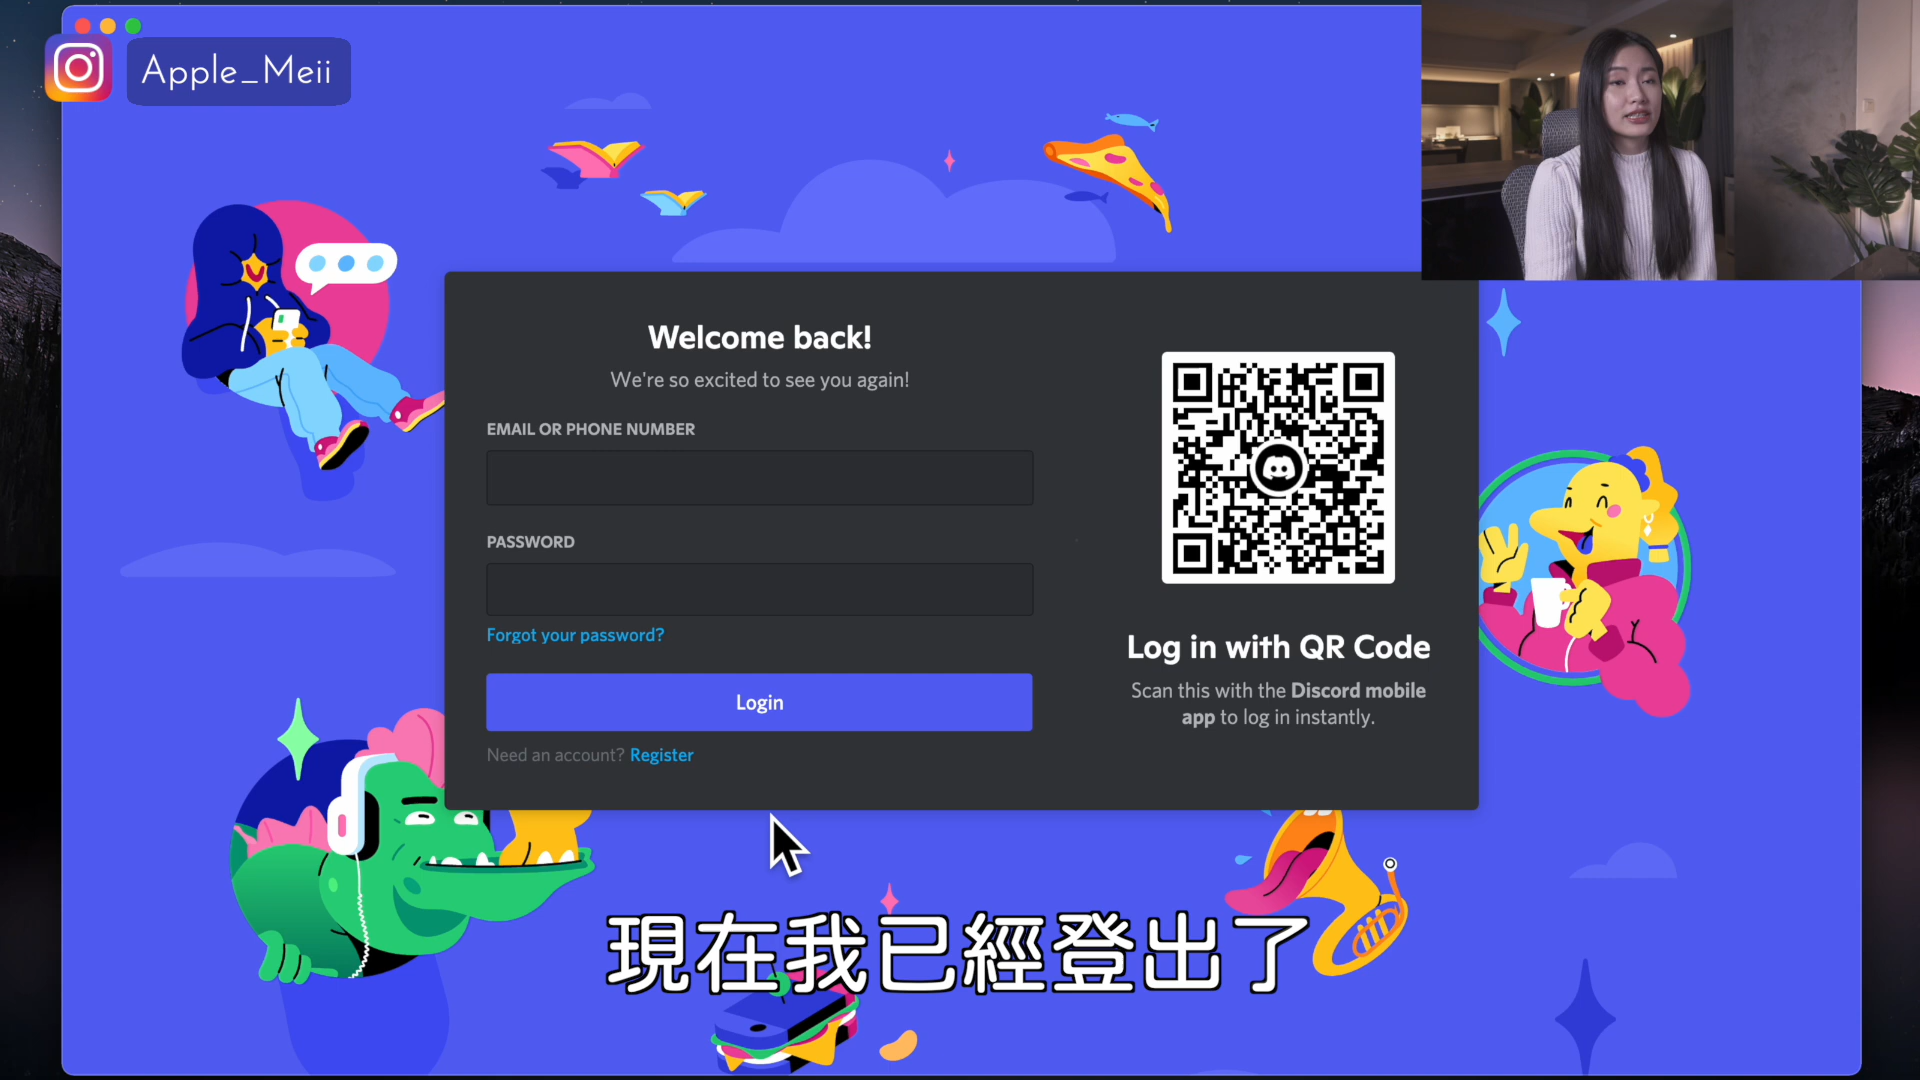 Apple_Meii
Welcome back!
We're so excited to see you again!
EMAIL OR PHONE NUMBER
PASSWORD
Forgot your password?
Login
Need an account? Register
Log in with QR Code
Scan this with the Discord mobile
app to log in instantly.
現在我已經登出了